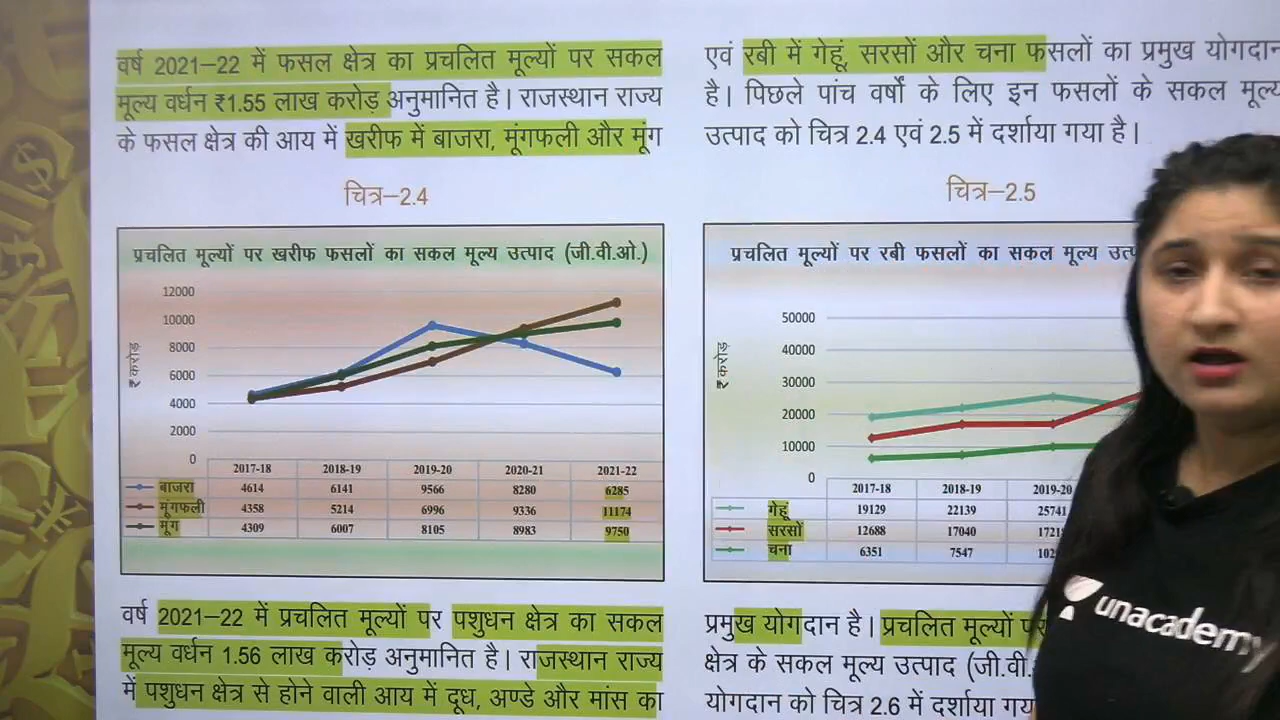 वर्ष 2021–22 में फसल क्षेत्र का प्रचलित मूल्यों पर सकल
मूल्य वर्धन ₹1.55 लाख करोड़ अनुमानित है। राजस्थान राज्य
के फसल क्षेत्र की आय में खरीफ में बाजरा, मूंगफली और मूंग
चित्र–2.4
प्रचलित मूल्यों पर खरीफ फसलों का सकल मूल्य उत्पाद (जी.वी.ओ.)
₹ करोड़
12000
10000
8000
6000
4000
2000
0
2017-18 2018-19 2019-20 2020-21 2021-22
बाजरा 4614 6141 9566 8280 6285
मूंगफली 4358 5214 6996 9336 11174
मूंग 4309 6007 8105 8983 9750
वर्ष 2021–22 में प्रचलित मूल्यों पर पशुधन क्षेत्र का सकल
मूल्य वर्धन 1.56 लाख करोड़ अनुमानित है। राजस्थान राज्य
में पशुधन क्षेत्र से होने वाली आय में दूध, अण्डे और मांस का
एवं रबी में गेहूं, सरसों और चना फसलों का प्रमुख योगदान
है। पिछले पांच वर्षों के लिए इन फसलों के सकल मूल्य
उत्पाद को चित्र 2.4 एवं 2.5 में दर्शाया गया है।
चित्र–2.5
प्रचलित मूल्यों पर रबी फसलों का सकल मूल्य
₹ करोड़
50000
40000
30000
20000
10000
0
2017-18 2018-19 2019-20
गेहूं 19129 22139 25741
सरसों 12688 17040
चना 6351 7547
प्रमुख योगदान है। प्रचलित मूल्यों
क्षेत्र के सकल मूल्य उत्पाद (जी.वी.
योगदान को चित्र 2.6 में दर्शाया
unacademy